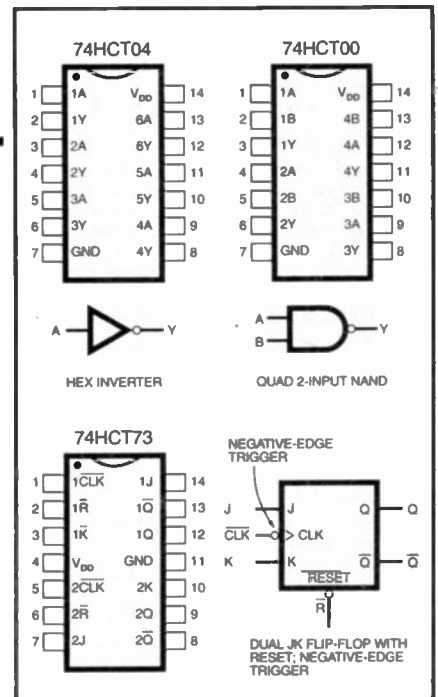 74HCT04
1 1A V_DD 14
2 1Y 6A 13
3 2A 6Y 12
4 2Y 5A 11
5 3A 5Y 10
6 3Y 4A 9
7 GND 4Y 8
A Y
HEX INVERTER
74HCT00
1 1A V_DD 14
2 1B 4B 13
3 1Y 4A 12
4 2A 4Y 11
5 2B 3B 10
6 2Y 3A 9
7 GND 3Y 8
A
B
Y
QUAD 2-INPUT NAND
74HCT73
1 1C̅L̅K̅ 1J 14
2 1R̅ 1Q̅ 13
3 1K̅ 1Q 12
4 V_DD GND 11
5 2C̅L̅K̅ 2K 10
6 2R̅ 2Q 9
7 2J 2Q̅ 8
NEGATIVE-EDGE
TRIGGER
J J Q Q
C̅L̅K̅ CLK
K K Q̅ Q̅
R̅E̅S̅E̅T̅
R̅
DUAL JK FLIP-FLOP WITH
RESET; NEGATIVE-EDGE
TRIGGER